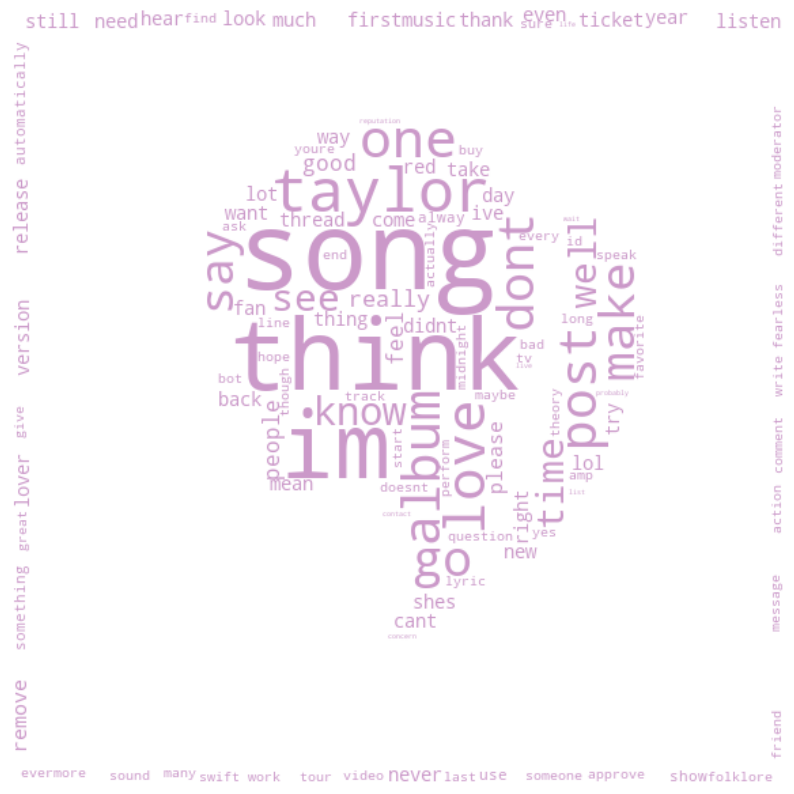 still need hear find look much first music thank even sure life ticket year listen
automatically
release
version
give
lover
great
something
remove
moderator
different
fearless
write
comment
action
message
friend
reputation
one
way
youre
buy
good
red
take
taylor
lot
day
want
thread
come
alway
ive
ask
say
song
actually
end
dont
every
wait
id
well
speak
see
really
fan
thing
didnt
line
feel
think
midnight
hope
though
bot
back
track
maybe
bad
tv
live
long
post
make
favorite
probably
know
people
im
album
love
start
perform
please
theory
try
time
lol
amp
list
mean
doesnt
contact
right
yes
question
new
go
lyric
shes
cant
concern
evermore sound many swift work tour video never last use someone approve show folklore